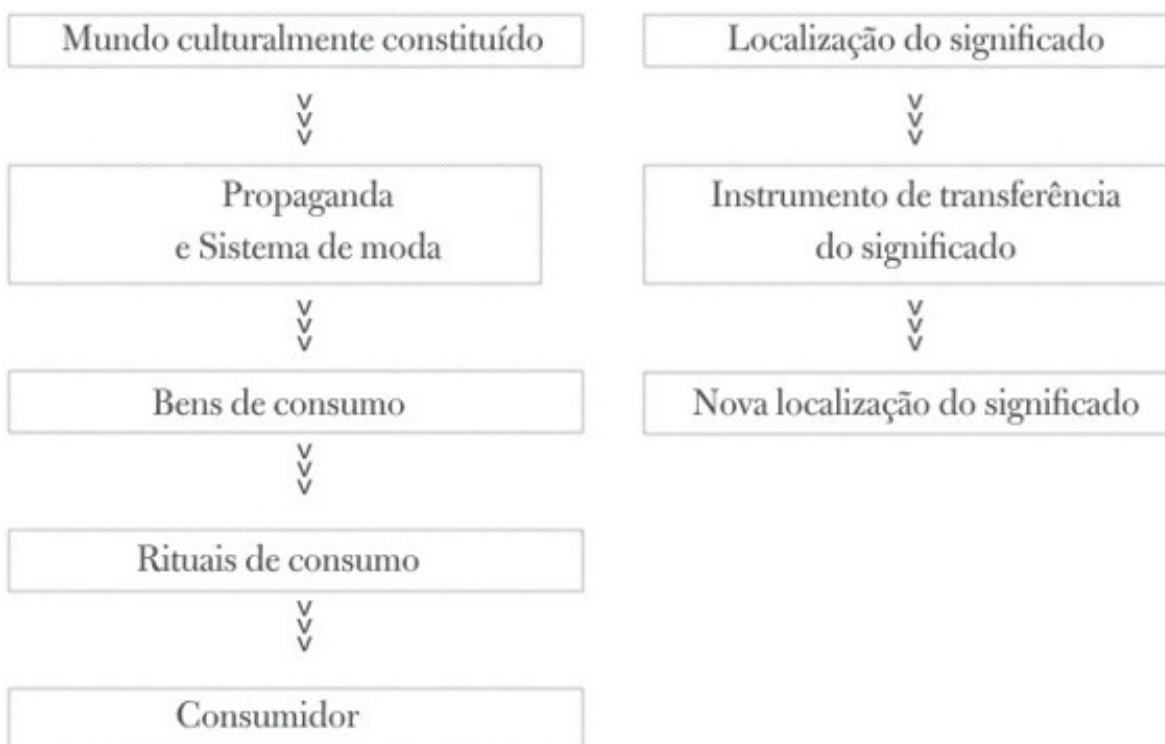 Mundo culturalmente constituído
Propaganda
e Sistema de moda
Bens de consumo
Rituais de consumo
Consumidor
Localização do significado
Instrumento de transferência
do significado
Nova localização do significado